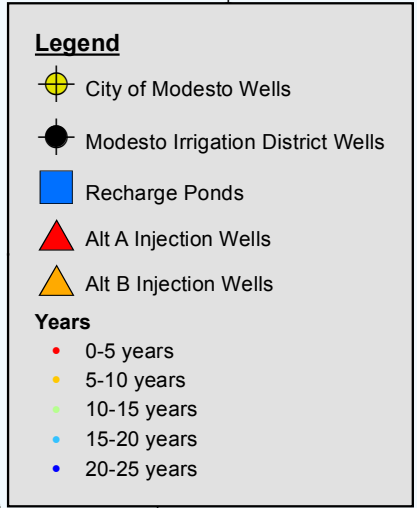 Legend
City of Modesto Wells
Modesto Irrigation District Wells
Recharge Ponds
Alt A Injection Wells
Alt B Injection Wells
Years
0-5 years
5-10 years
10-15 years
15-20 years
20-25 years